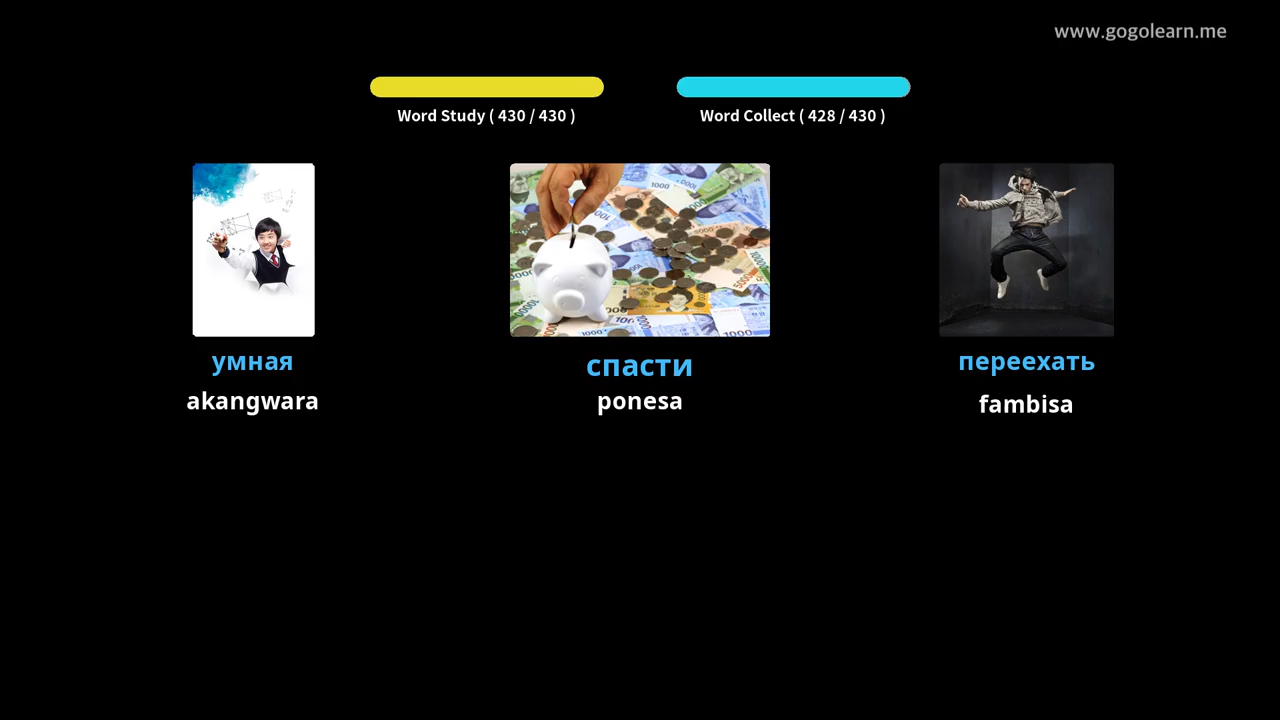 www.gogolearn.me
Word Study ( 430 / 430 )
Word Collect ( 428 / 430 )
умная
спасти
переехать
akangwara
ponesa
fambisa